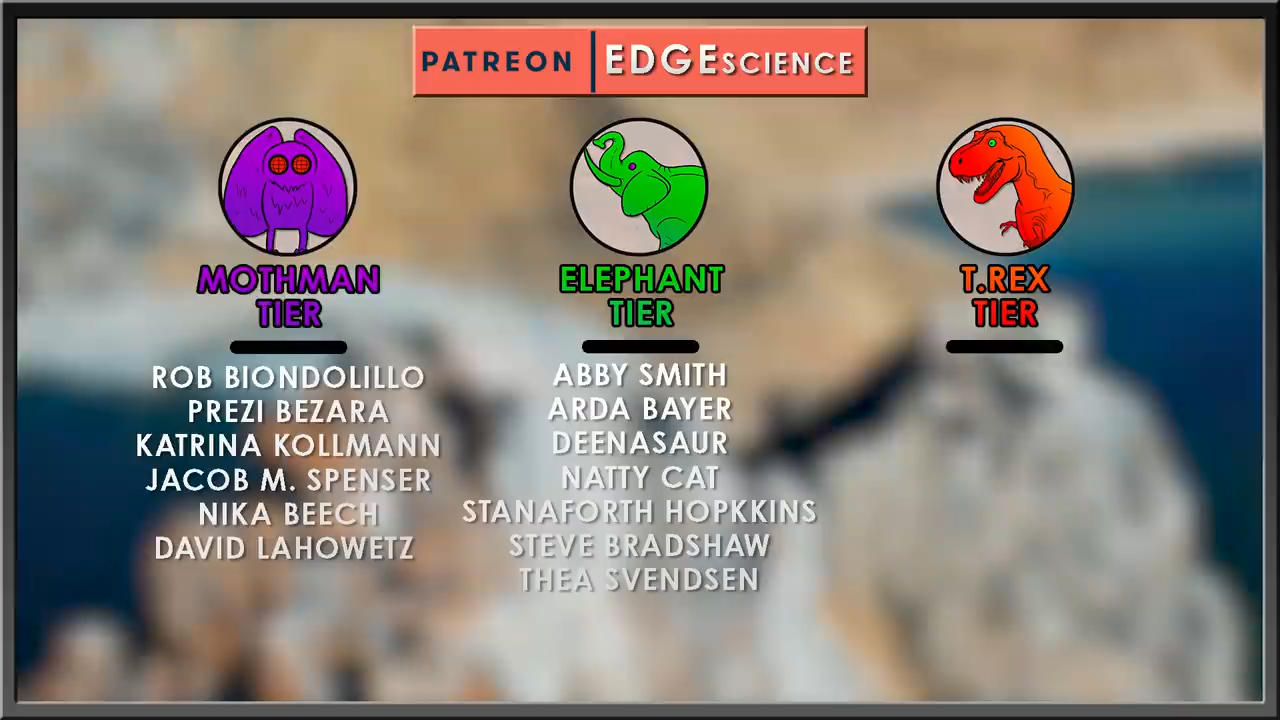 PATREON EDGESCIENCE
MOTHMAN
TIER
ROB BIONDOLILLO
PREZI BEZARA
KATRINA KOLLMANN
JACOB M. SPENSER
NIKA BEECH
DAVID LAHOWETZ
ELEPHANT
TIER
ABBY SMITH
ARDA BAYER
DEENASAUR
NATTY CAT
STANAFORTH HOPKKINS
STEVE BRADSHAW
THEA SVENDSEN
T.REX
TIER